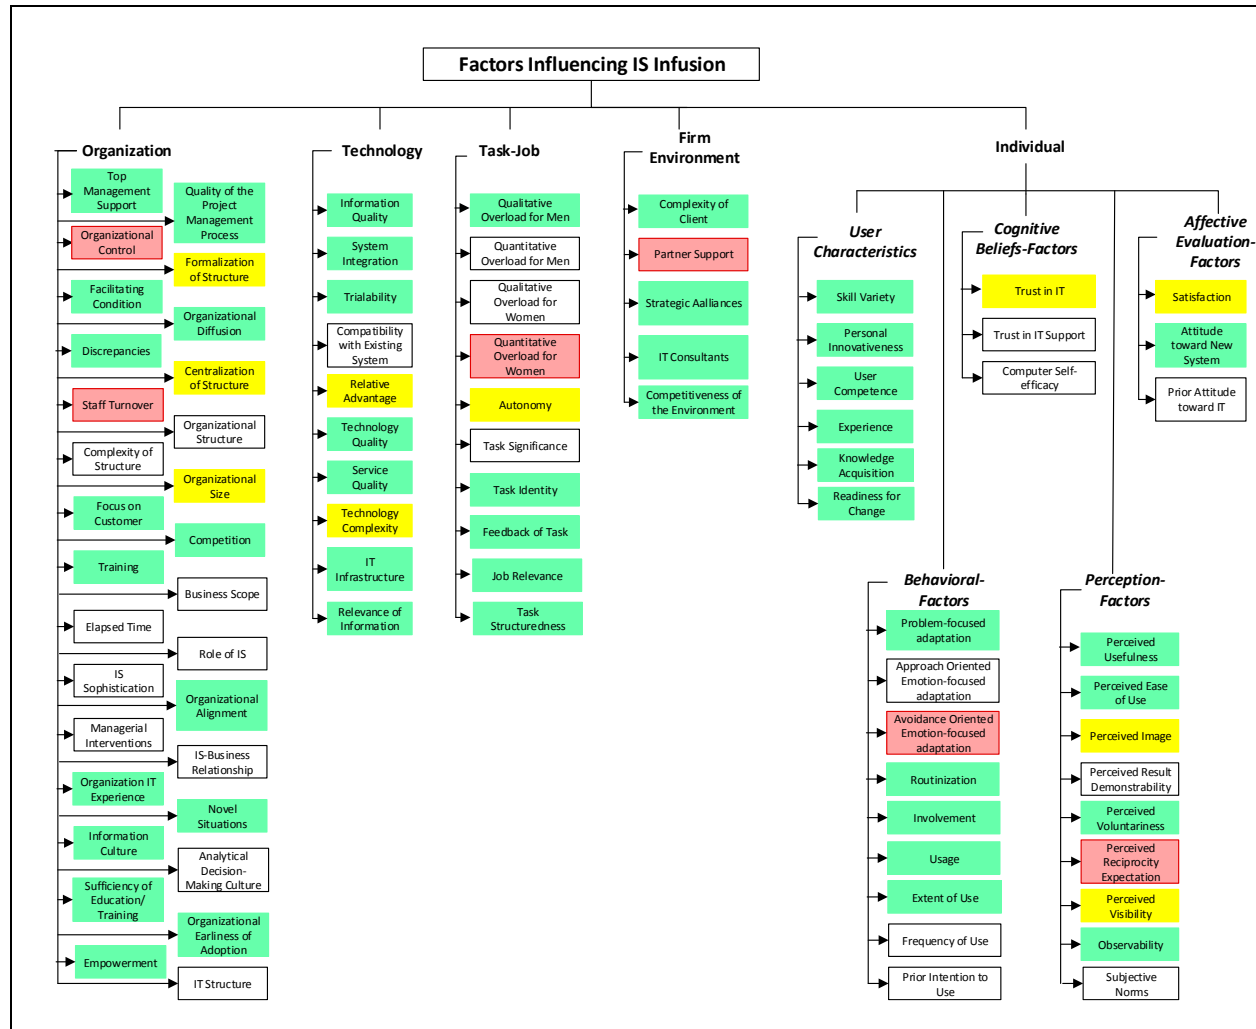 Factors Influencing IS Infusion
Organization
Top
Management
Support
Quality of the
Project
Management
Process
Organizational
Control
Formalization
of Structure
Facilitating
Condition
Organizational
Diffusion
Discrepancies
Centralization
of Structure
Staff Turnover
Organizational
Structure
Complexity of
Structure
Organizational
Size
Focus on
Customer
Competition
Training
Business Scope
Elapsed Time
Role of IS
IS
Sophistication
Organizational
Alignment
Managerial
Interventions
IS-Business
Relationship
Organization IT
Experience
Novel
Situations
Information
Culture
Analytical
Decision-
Making Culture
Sufficiency of
Education/
Training
Organizational
Earliness of
Adoption
Empowerment
IT Structure
Technology
Information
Quality
System
Integration
Trialability
Compatibility
with Existing
System
Relative
Advantage
Technology
Quality
Service
Quality
Technology
Complexity
IT
Infrastructure
Relevance of
Information
Task-Job
Qualitative
Overload for Men
Quantitative
Overload for Men
Qualitative
Overload for
Women
Quantitative
Overload for
Women
Autonomy
Task Significance
Task Identity
Feedback of Task
Job Relevance
Task
Structuredness
Firm
Environment
Complexity of
Client
Partner Support
Strategic Aalliances
IT Consultants
Competitiveness of
the Environment
Individual
User
Characteristics
Skill Variety
Personal
Innovativeness
User
Competence
Experience
Knowledge
Acquisition
Readiness for
Change
Cognitive
Beliefs-Factors
Trust in IT
Trust in IT Support
Computer Self-
efficacy
Affective
Evaluation-
Factors
Satisfaction
Attitude
toward New
System
Prior Attitude
toward IT
Behavioral-
Factors
Problem-focused
adaptation
Approach Oriented
Emotion-focused
adaptation
Avoidance Oriented
Emotion-focused
adaptation
Routinization
Involvement
Usage
Extent of Use
Frequency of Use
Prior Intention to
Use
Perception-
Factors
Perceived
Usefulness
Perceived Ease
of Use
Perceived Image
Perceived Result
Demonstrability
Perceived
Voluntariness
Perceived
Reciprocity
Expectation
Perceived
Visibility
Observability
Subjective
Norms